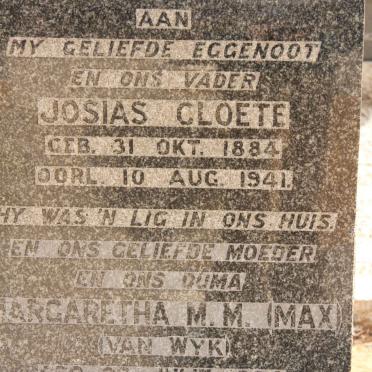 AAN
MY GELIEFDE EGGENOOT
EN ONS VADER
JOSIAS CLOETE
GEB. 31 OKT. 1884
OORL. 10 AUG. 1941.
HY WAS 'N LIG IN ONS HUIS.
EN ONS GELIEFDE MOEDER
EN ONS OUMA
MARGARETHA M.M. (MAX)
(VAN WYK)